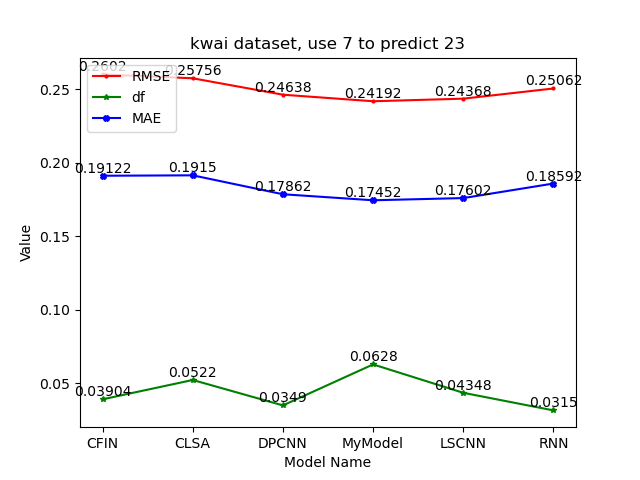 kwai dataset, use 7 to predict 23
0.2602 0.25756 0.24638 0.24192 0.24368 0.25062
RMSE
df
MAE
0.19122 0.1915 0.17862 0.17452 0.17602 0.18592
0.03904 0.0522 0.0349 0.0628 0.04348 0.0315
0.25
0.20
0.15
0.10
0.05
Value
CFIN CLSA DPCNN MyModel LSCNN RNN
Model Name